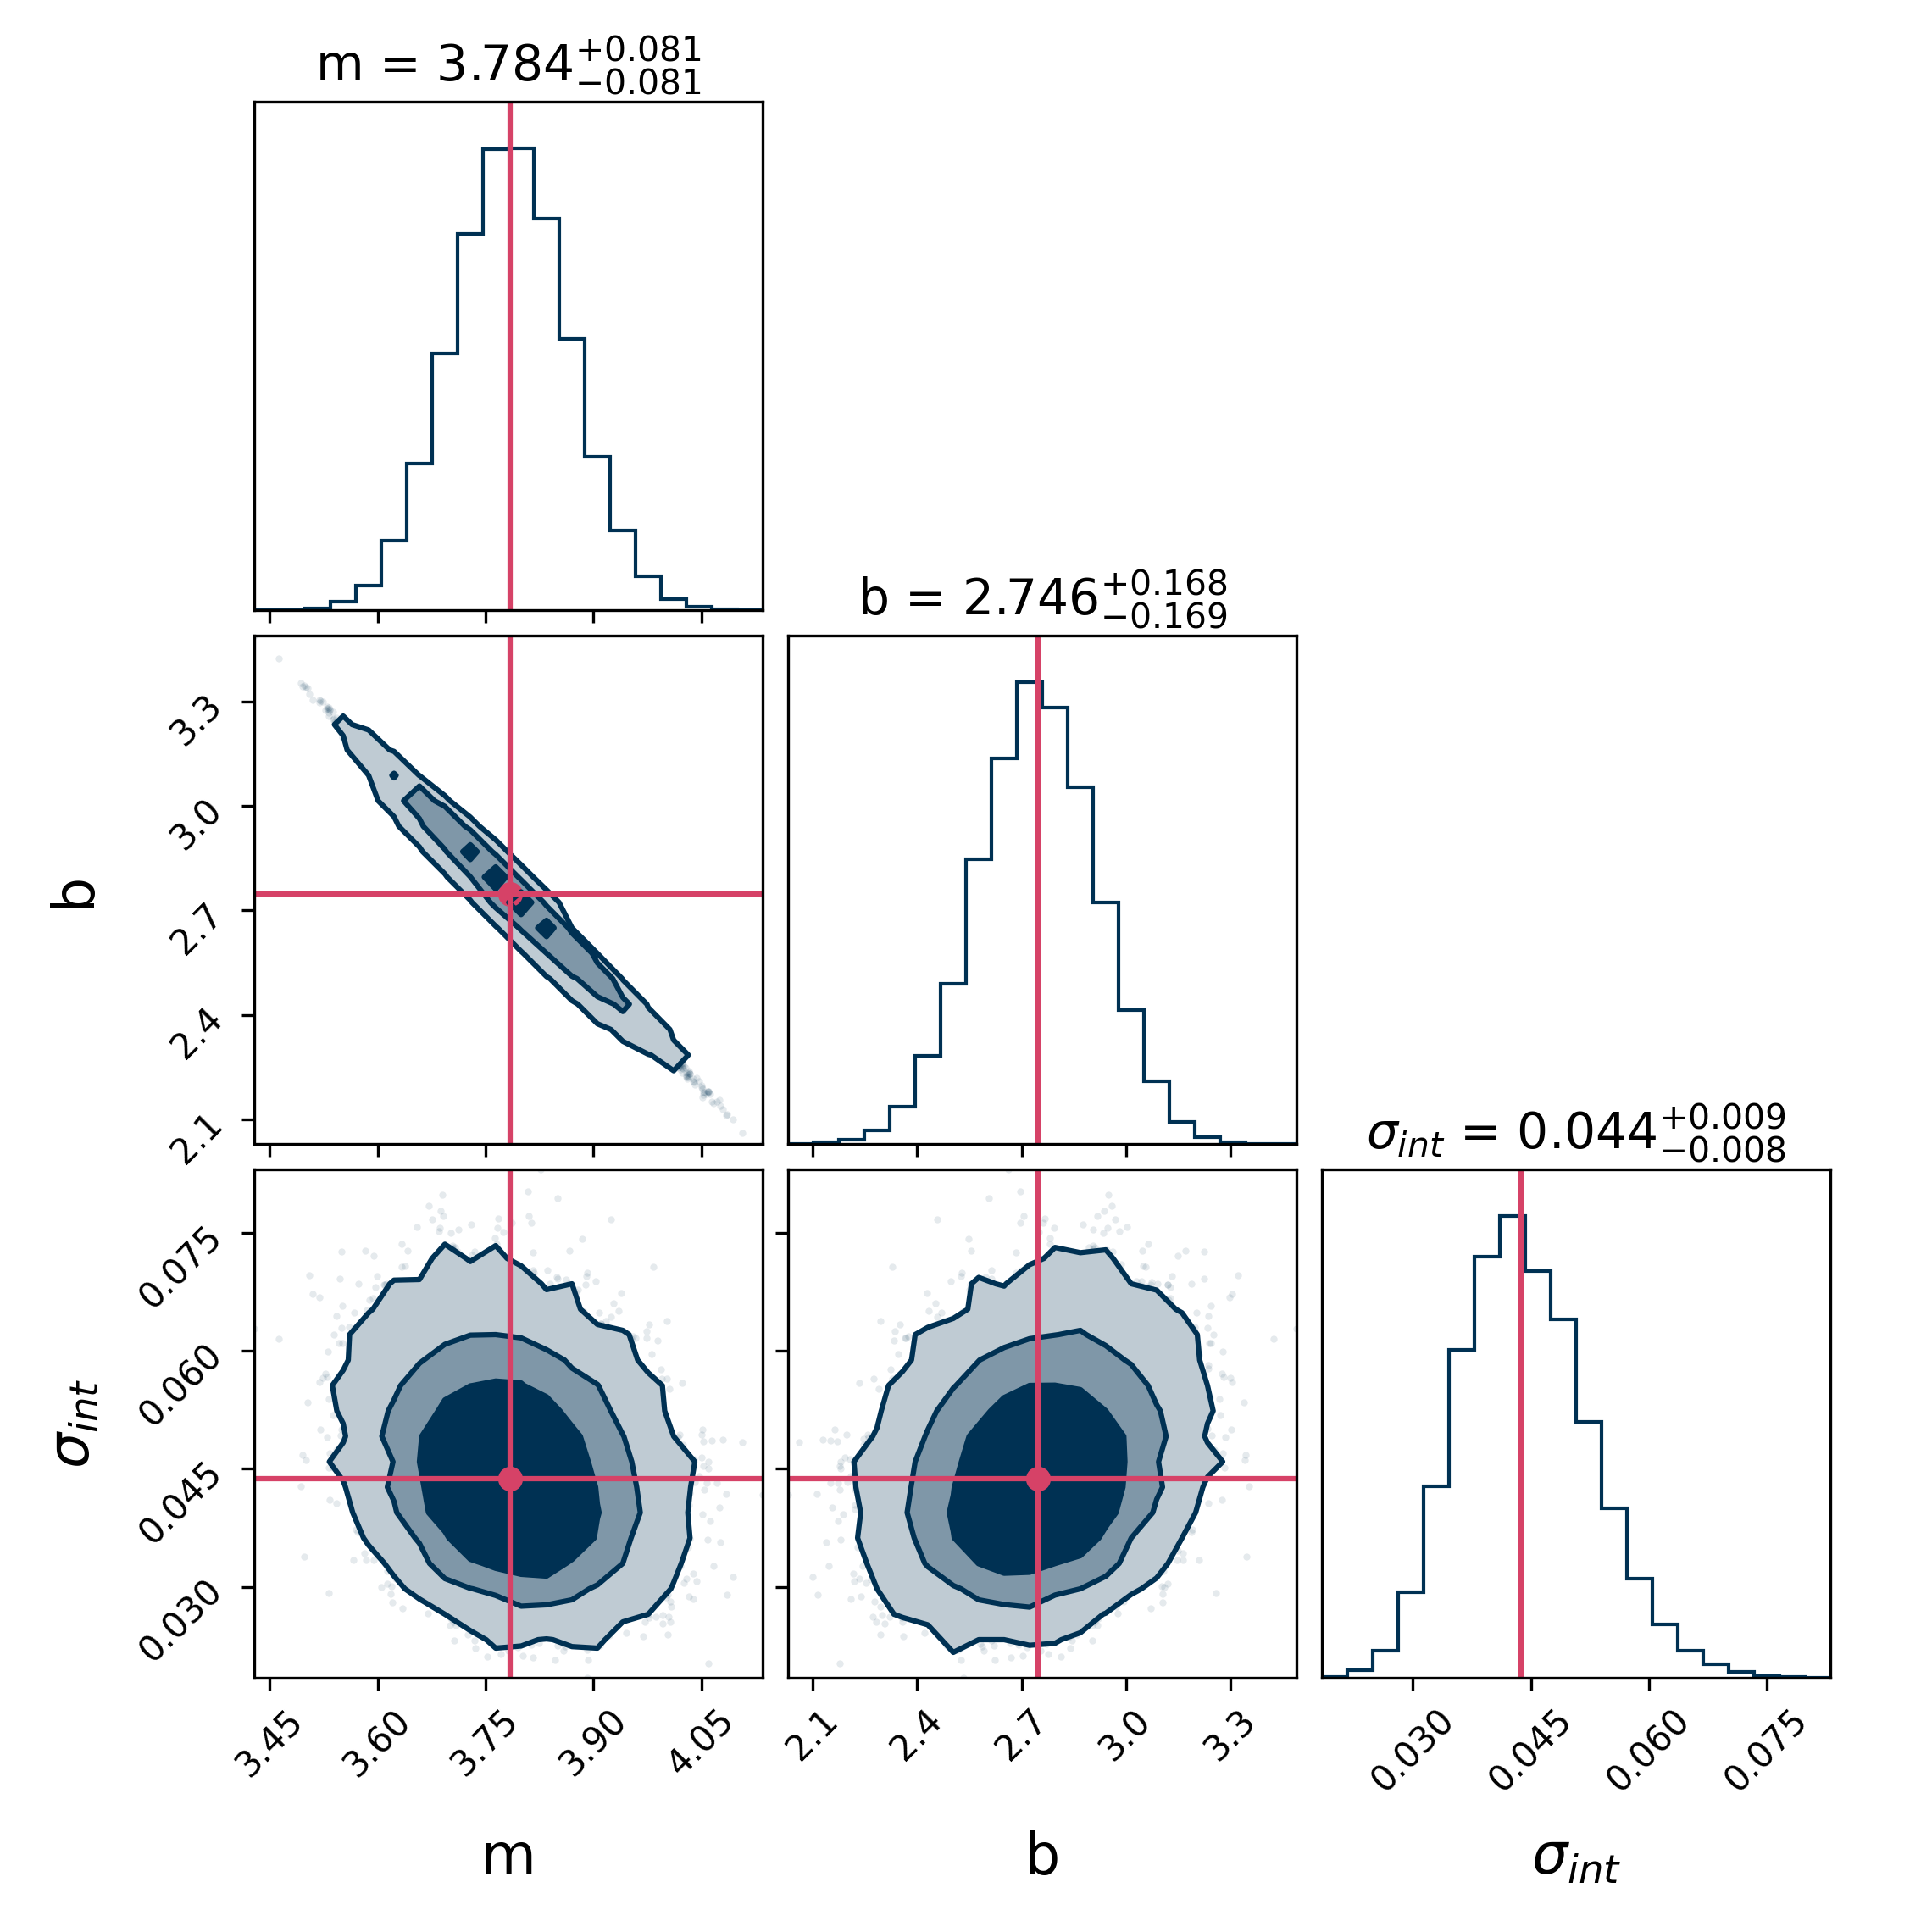 m = 3.784 +0.081 −0.081
b = 2.746 +0.168 −0.169
3.3
3.0
2.7
2.4
2.1
b
σint = 0.044 +0.009 −0.008
0.075
0.060
0.045
0.030
σint
3.45 3.60 3.75 3.90 4.05
2.1 2.4 2.7 3.0 3.3
0.030 0.045 0.060 0.075
m
b
σint